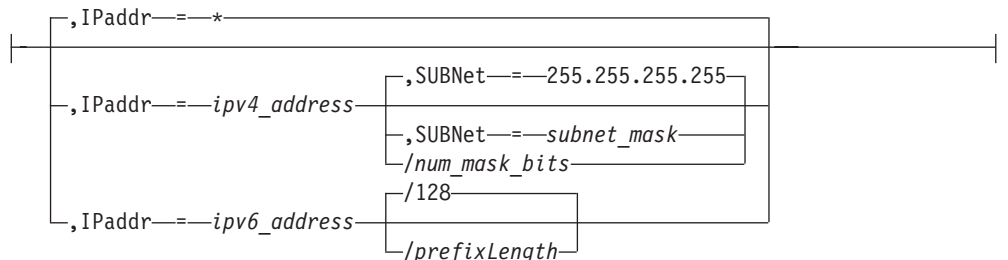 ,IPaddr = *
,SUBNet = 255.255.255.255
,IPaddr = ipv4_address
,SUBNet = subnet_mask
/num_mask_bits
/128
,IPaddr = ipv6_address
/prefixLength